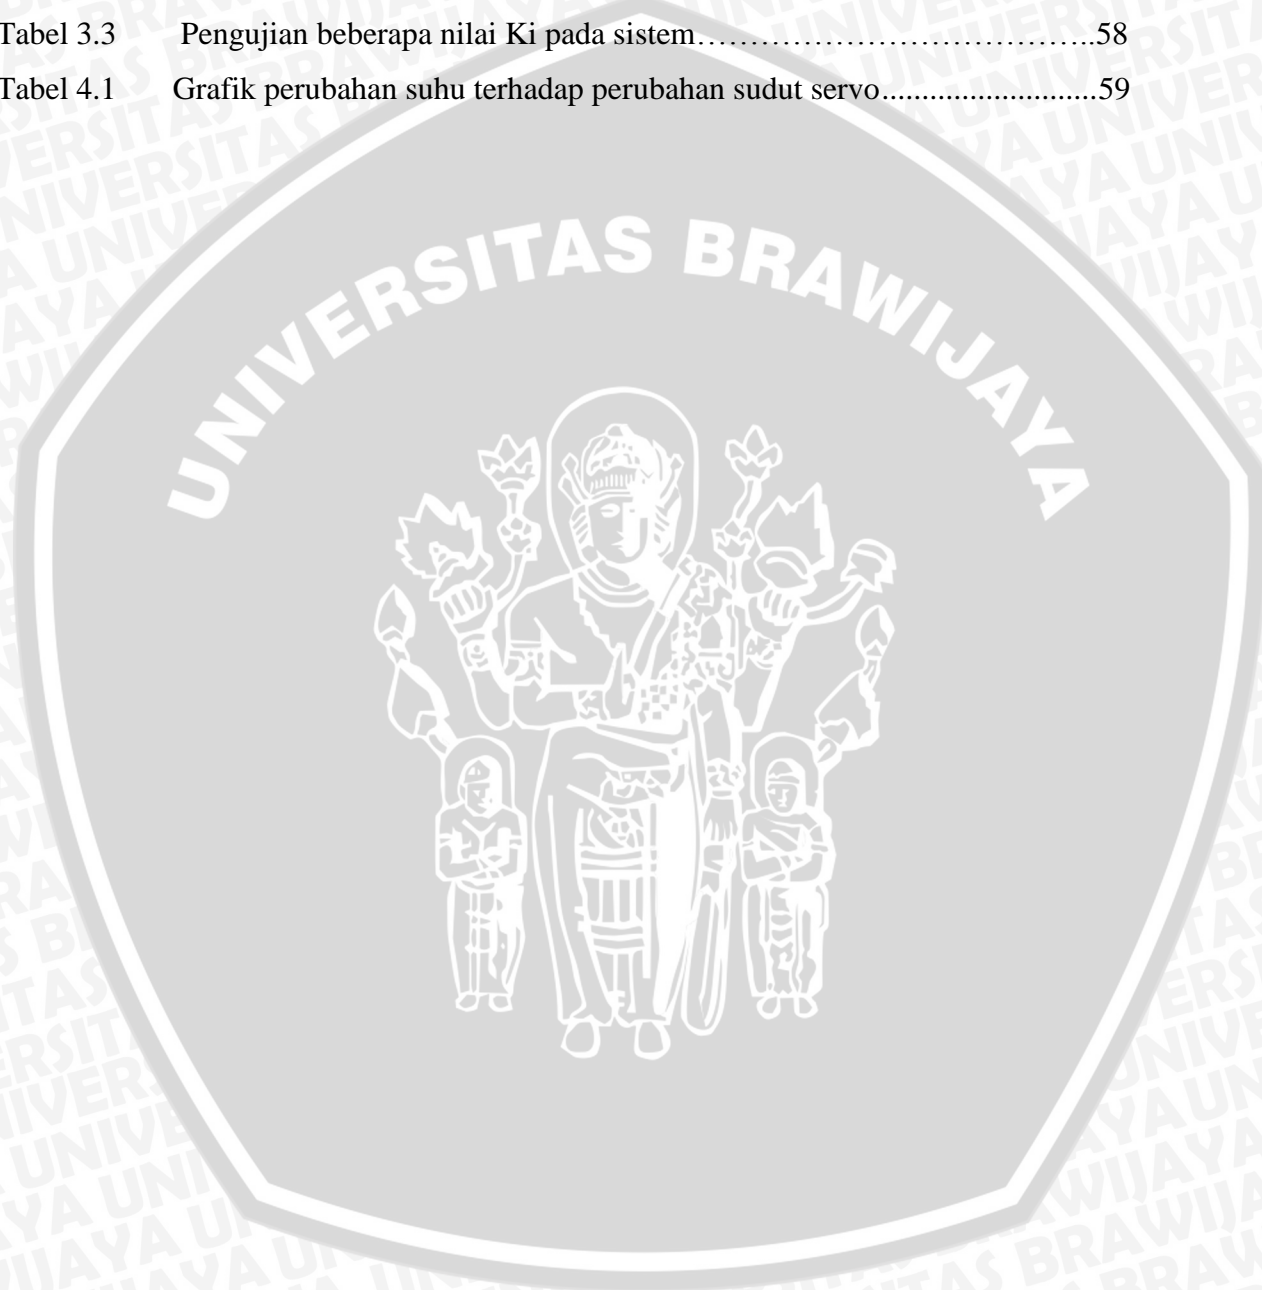 Tabel 3.3 Pengujian beberapa nilai Ki pada sistem……………………………….58
Tabel 4.1 Grafik perubahan suhu terhadap perubahan sudut servo...........................59
UNIVERSITAS BRAWIJAYA